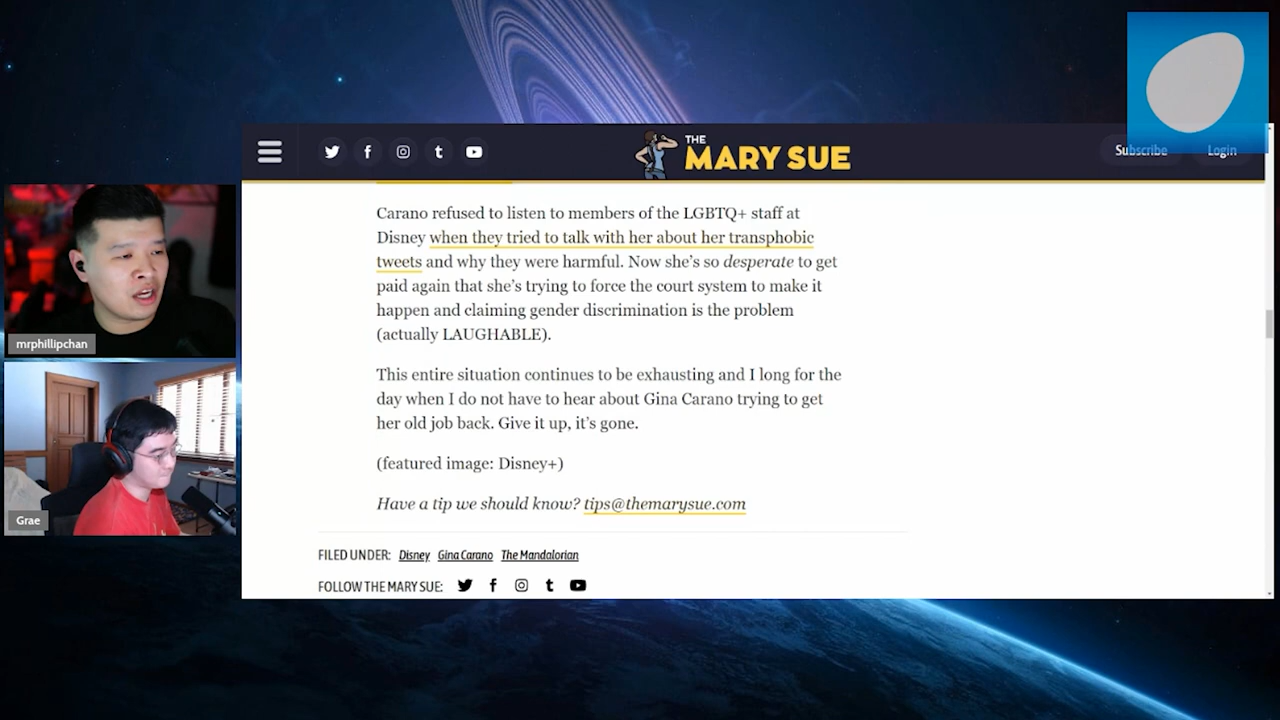 THE
MARY SUE
Subscribe
Login
Carano refused to listen to members of the LGBTQ+ staff at
Disney when they tried to talk with her about her transphobic
tweets and why they were harmful. Now she’s so desperate to get
paid again that she’s trying to force the court system to make it
happen and claiming gender discrimination is the problem
(actually LAUGHABLE).
This entire situation continues to be exhausting and I long for the
day when I do not have to hear about Gina Carano trying to get
her old job back. Give it up, it’s gone.
(featured image: Disney+)
Have a tip we should know? tips@themarysue.com
FILED UNDER: Disney Gina Carano The Mandalorian
FOLLOW THE MARY SUE:
mrphillipchan
Grae